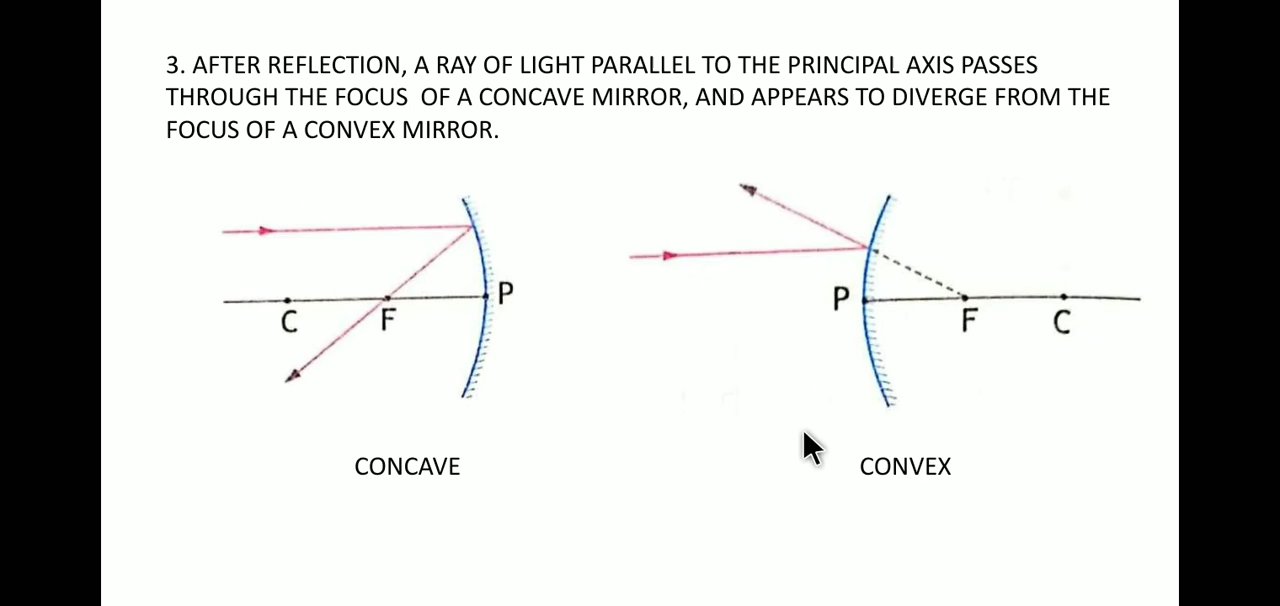 3. AFTER REFLECTION, A RAY OF LIGHT PARALLEL TO THE PRINCIPAL AXIS PASSES
THROUGH THE FOCUS OF A CONCAVE MIRROR, AND APPEARS TO DIVERGE FROM THE
FOCUS OF A CONVEX MIRROR.
C F P
P F C
CONCAVE
CONVEX